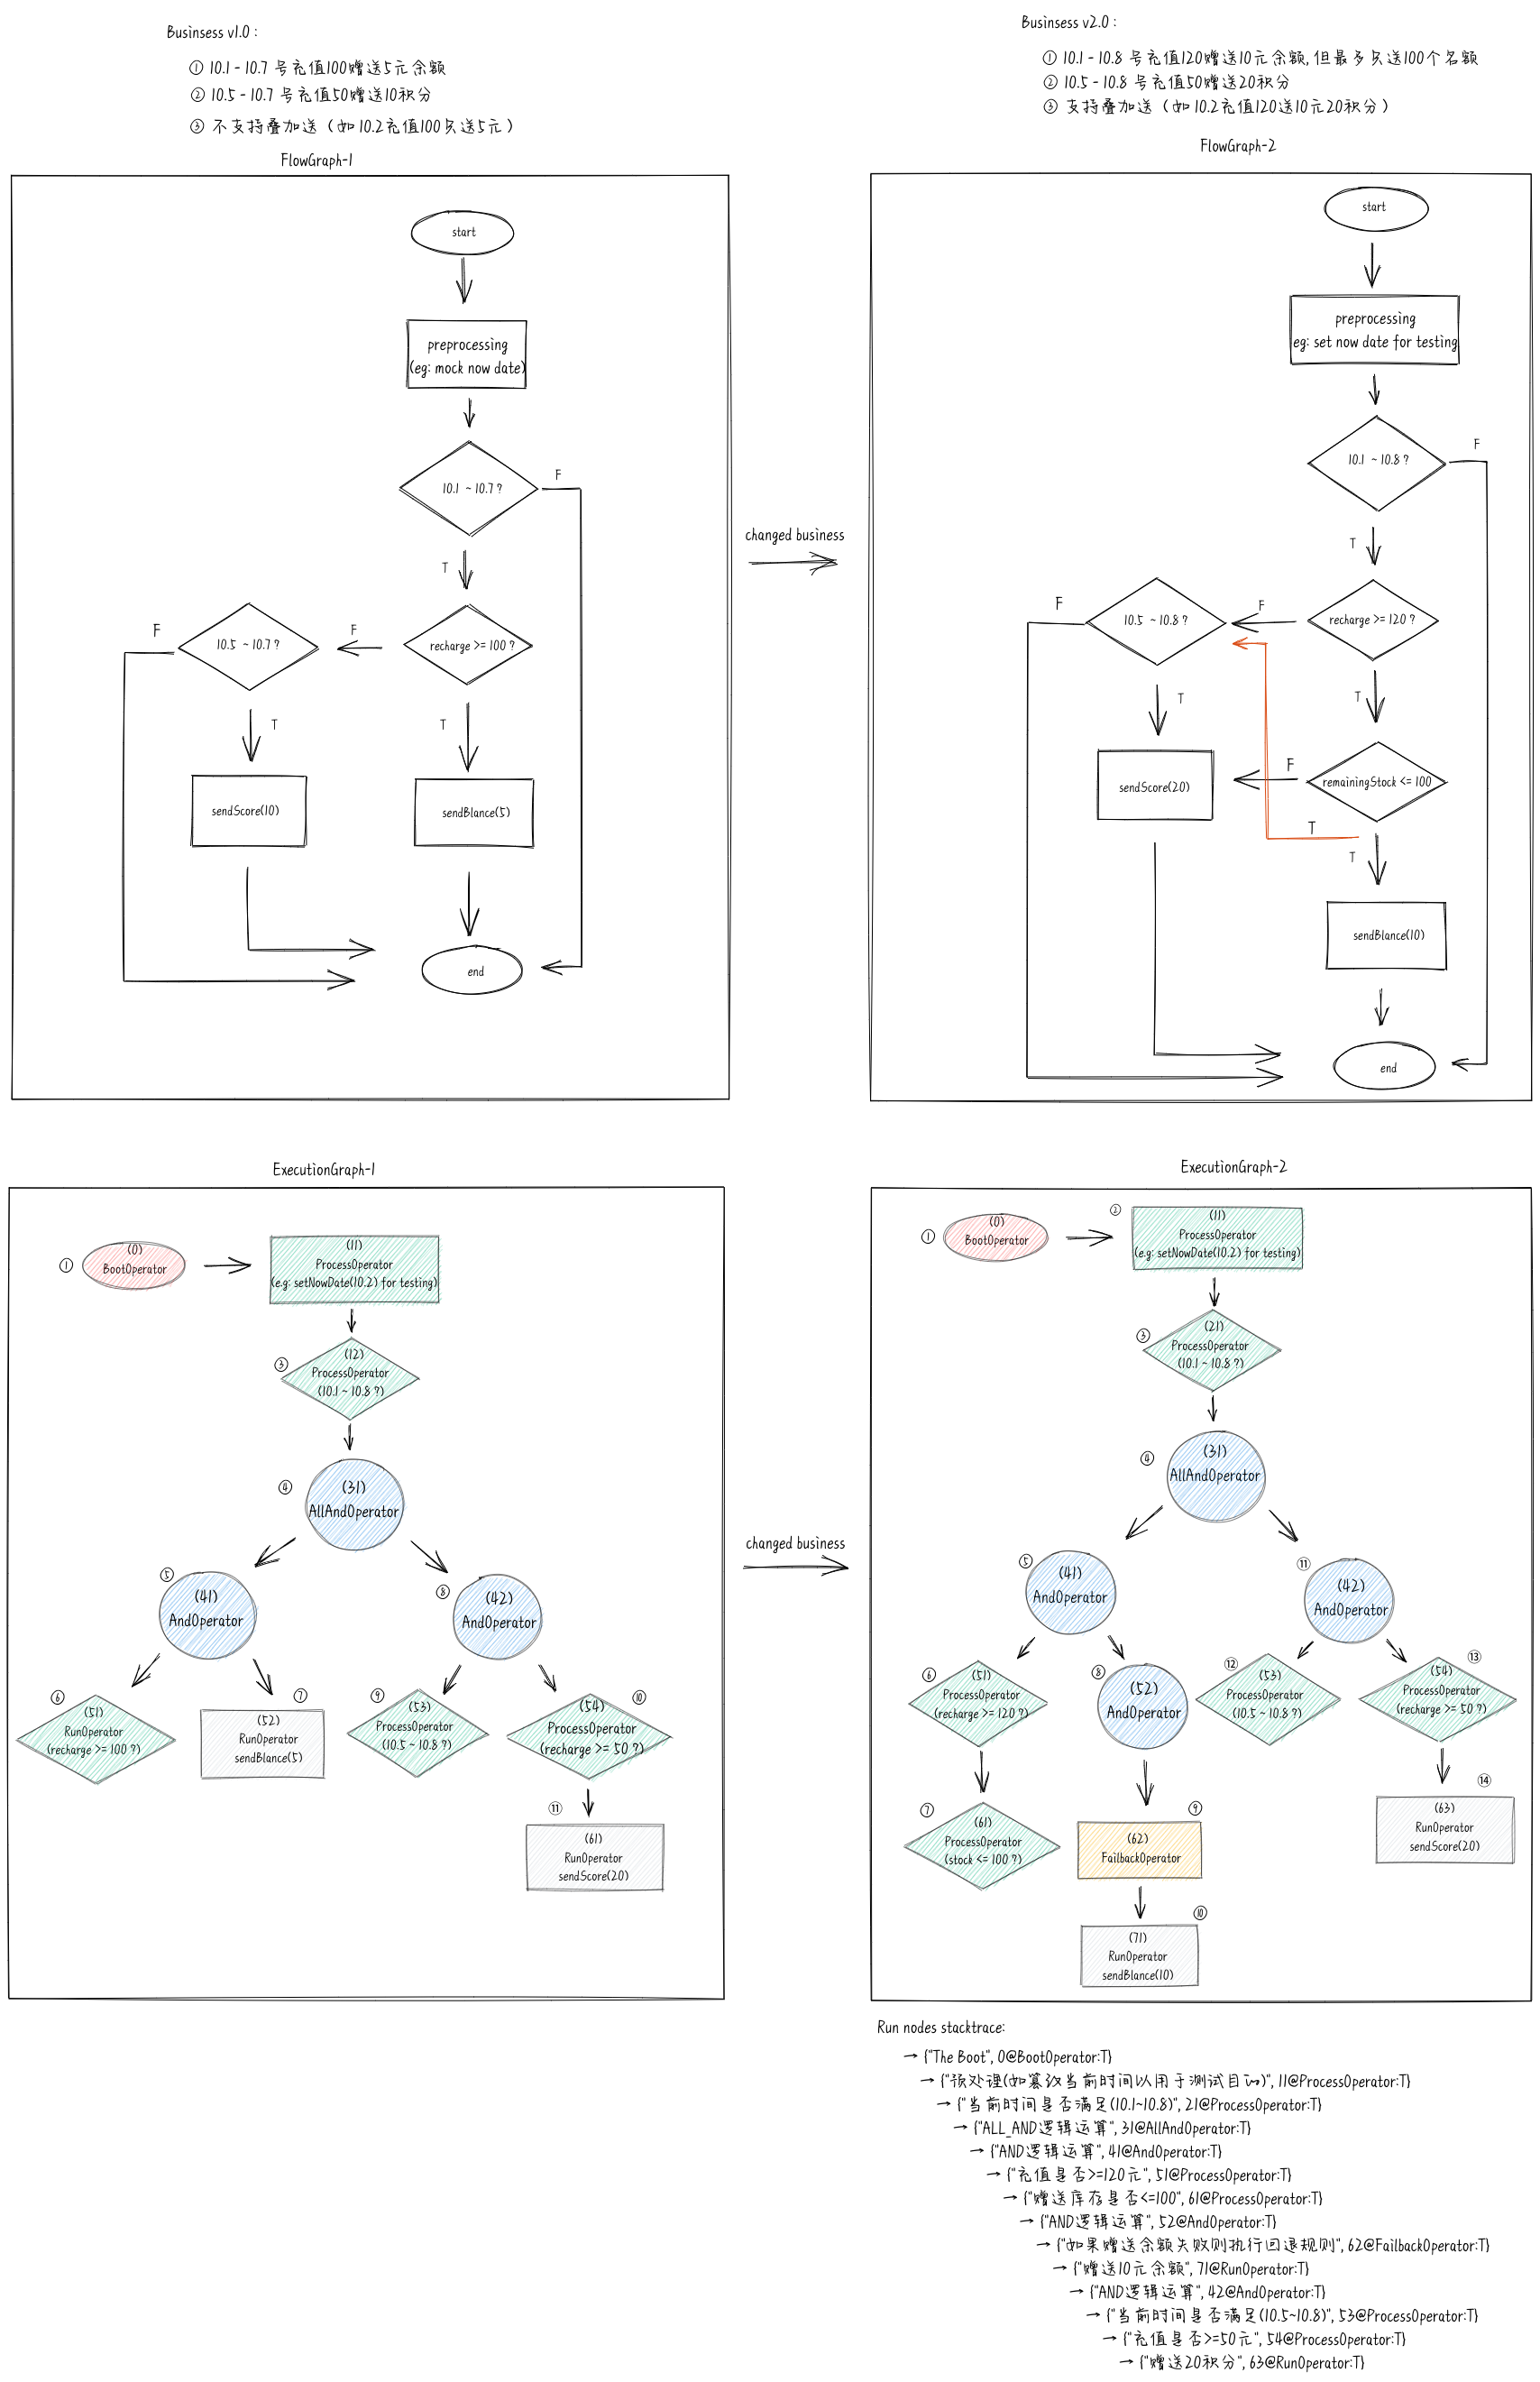 Businsess v1.0 :
① 10.1 - 10.7 号充值100赠送5元余额
② 10.5 - 10.7 号充值50赠送10积分
③ 不支持叠加送（如 10.2充值100只送5元）
FlowGraph-1
start
preprocessing
(eg: mock now date)
10.1 ~ 10.7 ?
F
T
10.5 ~ 10.7 ?
F
recharge >= 100 ?
F
T
T
sendScore(10)
sendBlance(5)
end
changed business
Businsess v2.0 :
① 10.1 - 10.8 号充值120赠送10元余额, 但最多只送100个名额
② 10.5 - 10.8 号充值50赠送20积分
③ 支持叠加送（如 10.2充值120送10元20积分）
FlowGraph-2
start
preprocessing
eg: set now date for testing
10.1 ~ 10.8 ?
F
T
F
10.5 ~ 10.8 ?
F
recharge >= 120 ?
T
T
sendScore(20)
F
remainingStock <= 100
T
T
sendBlance(10)
end
ExecutionGraph-1
①
(0)
BootOperator
(11)
ProcessOperator
(e.g: setNowDate(10.2) for testing)
③
(12)
ProcessOperator
(10.1 ~ 10.8 ?)
④
(31)
AllAndOperator
⑤
(41)
AndOperator
⑧
(42)
AndOperator
⑥
(51)
RunOperator
(recharge >= 100 ?)
⑦
(52)
RunOperator
sendBlance(5)
⑨
(53)
ProcessOperator
(10.5 ~ 10.8 ?)
⑩
(54)
ProcessOperator
(recharge >= 50 ?)
⑪
(61)
RunOperator
sendScore(20)
changed business
ExecutionGraph-2
①
(0)
BootOperator
②
(11)
ProcessOperator
(e.g: setNowDate(10.2) for testing)
③
(21)
ProcessOperator
(10.1 ~ 10.8 ?)
④
(31)
AllAndOperator
⑤
(41)
AndOperator
⑪
(42)
AndOperator
⑥
(51)
ProcessOperator
(recharge >= 120 ?)
⑧
(52)
AndOperator
⑫
(53)
ProcessOperator
(10.5 ~ 10.8 ?)
⑬
(54)
ProcessOperator
(recharge >= 50 ?)
⑦
(61)
ProcessOperator
(stock <= 100 ?)
⑨
(62)
FailbackOperator
⑭
(63)
RunOperator
sendScore(20)
⑩
(71)
RunOperator
sendBlance(10)
Run nodes stacktrace:
→ {"The Boot", 0@BootOperator:T}
→ {"预处理(如篡改当前时间以用于测试目的)", 11@ProcessOperator:T}
→ {"当前时间是否满足(10.1~10.8)", 21@ProcessOperator:T}
→ {"ALL_AND逻辑运算", 31@AllAndOperator:T}
→ {"AND逻辑运算", 41@AndOperator:T}
→ {"充值是否>=120元", 51@ProcessOperator:T}
→ {"赠送库存是否<=100", 61@ProcessOperator:T}
→ {"AND逻辑运算", 52@AndOperator:T}
→ {"如果赠送余额失败则执行回退规则", 62@FailbackOperator:T}
→ {"赠送10元余额", 71@RunOperator:T}
→ {"AND逻辑运算", 42@AndOperator:T}
→ {"当前时间是否满足(10.5~10.8)", 53@ProcessOperator:T}
→ {"充值是否>=50元", 54@ProcessOperator:T}
→ {"赠送20积分", 63@RunOperator:T}